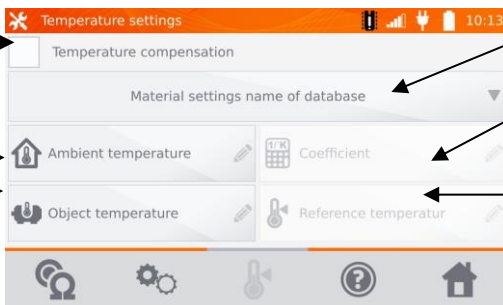 Temperature settings 10:13
Temperature compensation
Material settings name of database
Ambient temperature
1/K
Coefficient
Object temperature
Reference temperatur
Ω
?